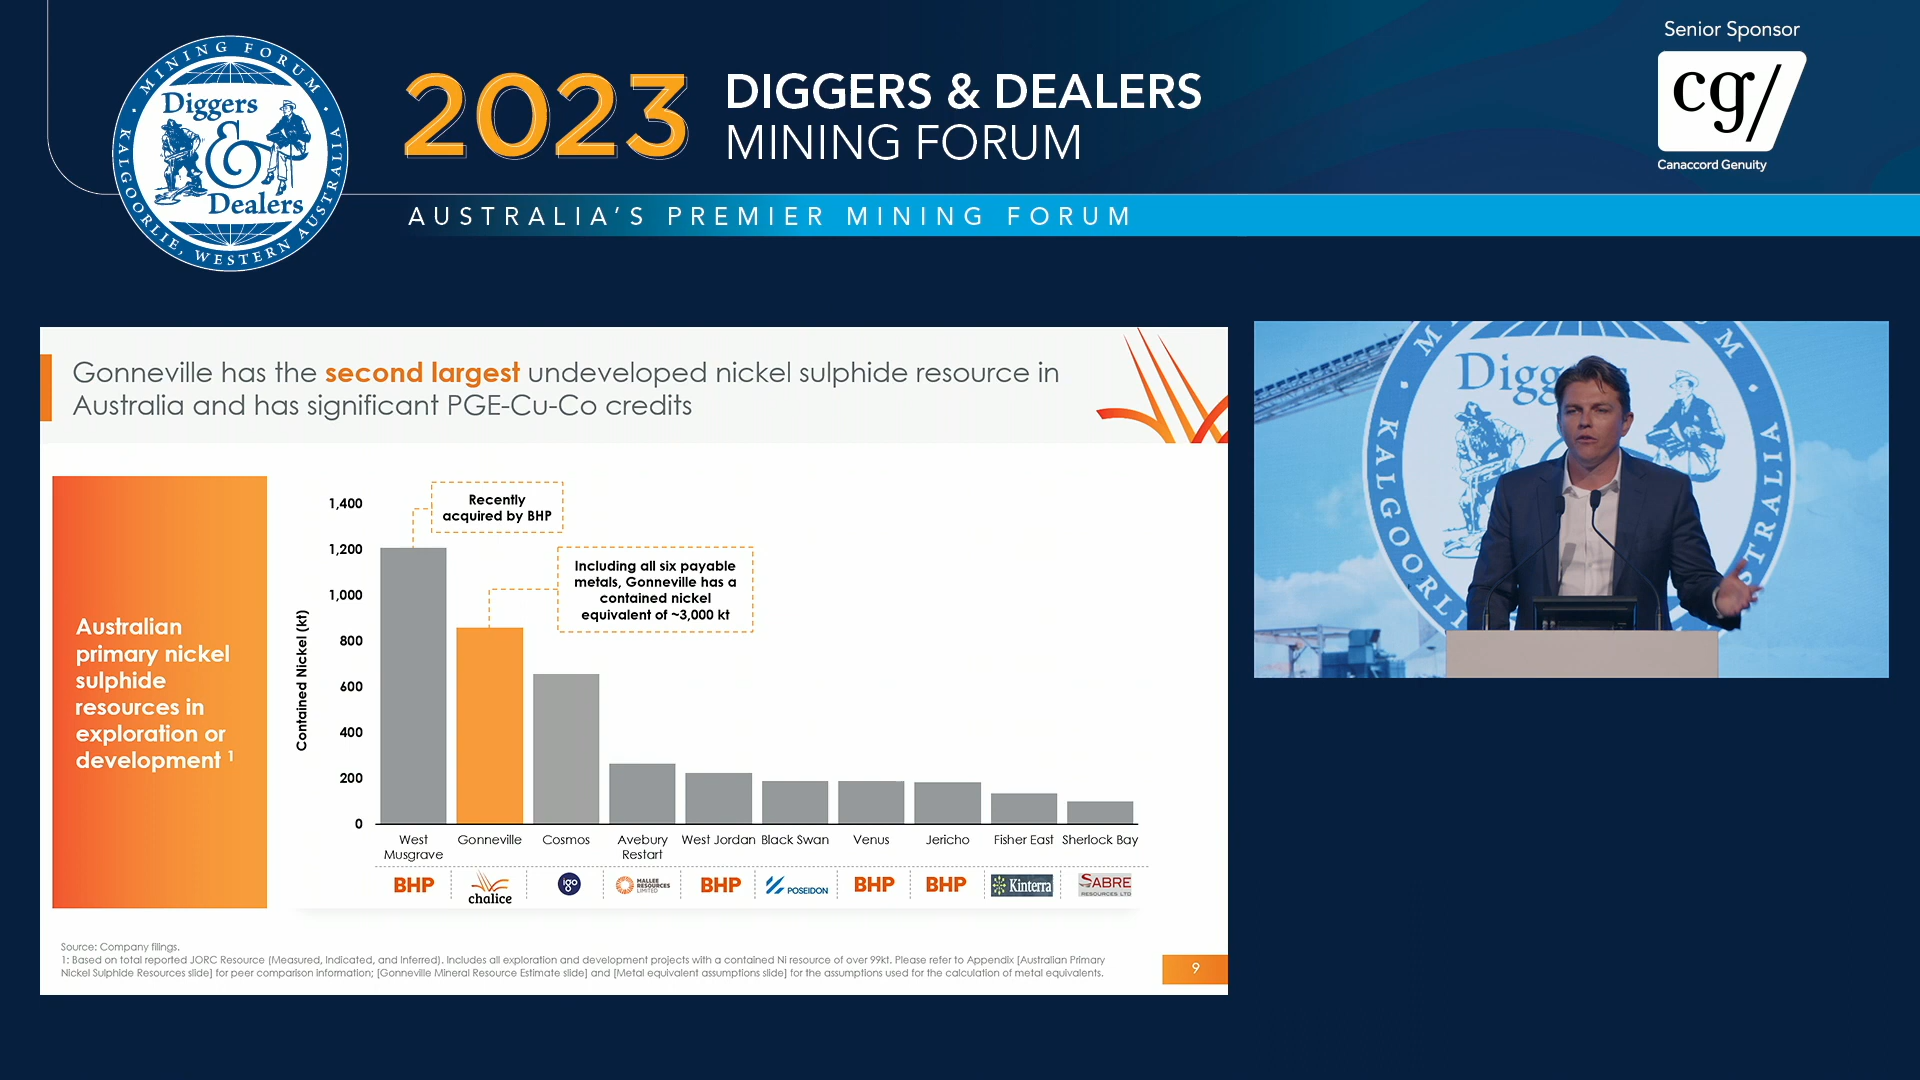 MINING FORUM
Diggers
&
Dealers
KALGOORLIE, WESTERN AUSTRALIA
2023
DIGGERS & DEALERS
MINING FORUM
AUSTRALIA'S PREMIER MINING FORUM
Senior Sponsor
cg/
Canaccord Genuity
Gonneville has the second largest undeveloped nickel sulphide resource in
Australia and has significant PGE-Cu-Co credits
Australian
primary nickel
sulphide
resources in
exploration or
development 1
Contained Nickel (kt)
1,400
1,200
1,000
800
600
400
200
0
Recently
acquired by BHP
Including all six payable
metals, Gonneville has a
contained nickel
equivalent of ~3,000 kt
West
Musgrave
Gonneville
Cosmos
Avebury
Restart
West Jordan
Black Swan
Venus
Jericho
Fisher East
Sherlock Bay
BHP
chalice
igo
MALLEE
RESOURCES
LIMITED
BHP
POSEIDON
BHP
BHP
Kinterra
SABRE
RESOURCES LTD
Source: Company filings.
1: Based on total reported JORC Resource (Measured, Indicated, and Inferred). Includes all exploration and development projects with a contained Ni resource of over 99kt. Please refer to Appendix [Australian Primary
Nickel Sulphide Resources slide] for peer comparison information; [Gonneville Mineral Resource Estimate slide] and [Metal equivalent assumptions slide] for the assumptions used for the calculation of metal equivalents.
9